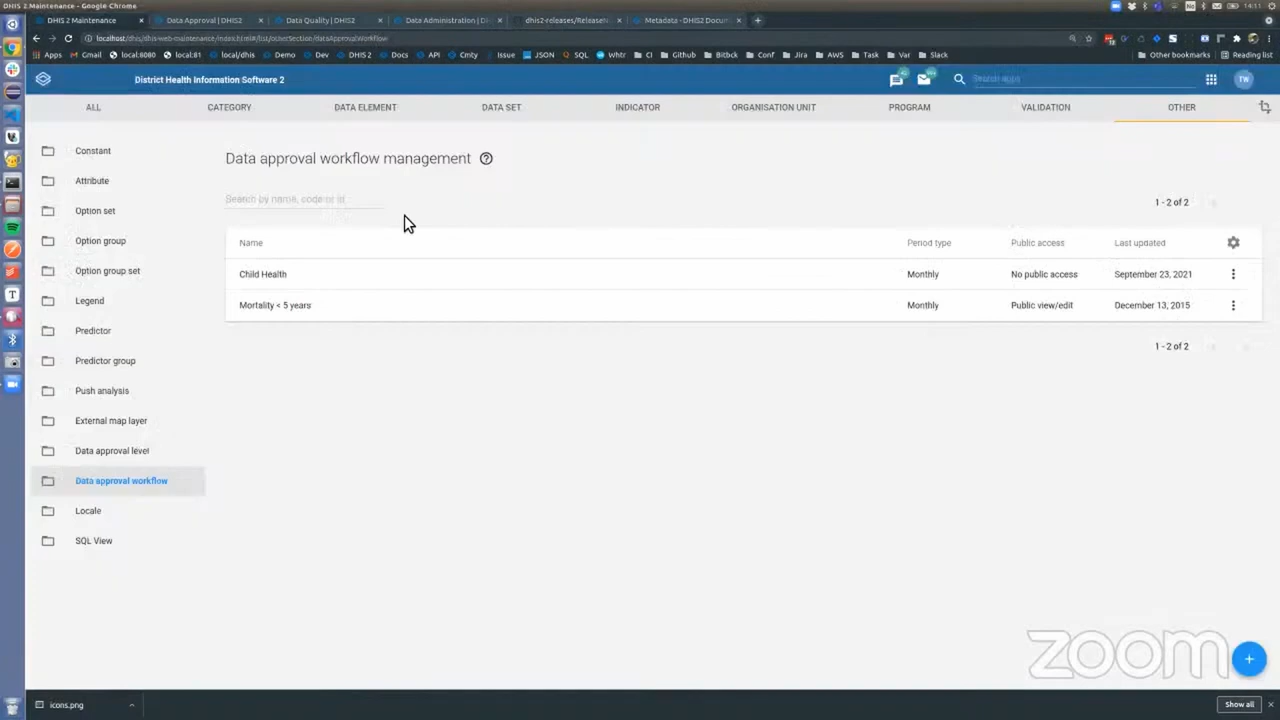 DHIS 2 Maintenance - Google Chrome
14:11
DHIS 2 Maintenance
Data Approval | DHIS2
Data Quality | DHIS2
Data Administration | D
dhis2-releases/Release
Metadata - DHIS2 Docum
localhost/dhis/dhis-web-maintenance/index.html#/list/otherSection/dataApprovalWorkflow
Apps
Gmail
local:8080
local:81
local/dhis
Demo
Dev
DHIS 2
Docs
API
Cmty
Issue
JSON
SQL
Whtr
CI
Github
Bitbck
Conf
Jira
AWS
Task
Var
Slack
Other bookmarks
Reading list
District Health Information Software 2
Search apps
TW
ALL
CATEGORY
DATA ELEMENT
DATA SET
INDICATOR
ORGANISATION UNIT
PROGRAM
VALIDATION
OTHER
Constant
Attribute
Option set
Option group
Option group set
Legend
Predictor
Predictor group
Push analysis
External map layer
Data approval level
Data approval workflow
Locale
SQL View
Data approval workflow management
Search by name, code or id
1 - 2 of 2
Name Period type Public access Last updated
Child Health Monthly No public access September 23, 2021
Mortality < 5 years Monthly Public view/edit December 13, 2015
1 - 2 of 2
zoom
+
icons.png
Show all